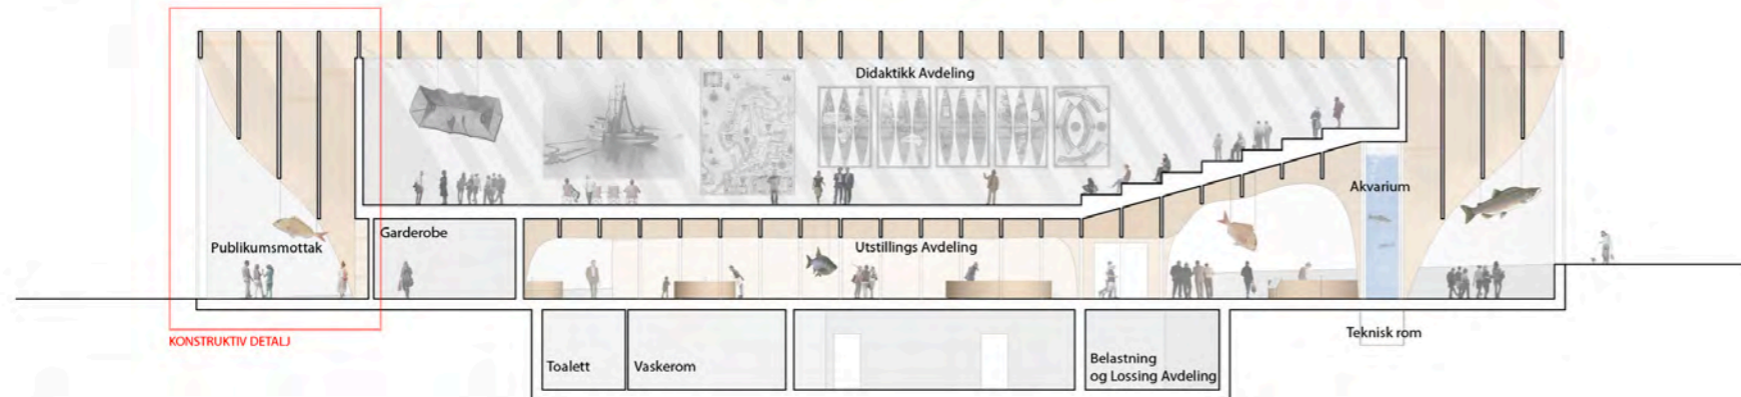 Didaktikk Avdeling
Akvarium
Garderobe
Publikumsmottak
Utstillings Avdeling
KONSTRUKTIV DETALJ
Teknisk rom
Toalett
Vaskerom
Belastning
og Lossing Avdeling